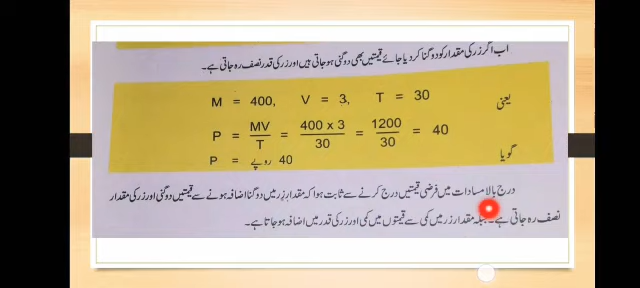 اب اگر زر کی مقدار کو دوگنا کر دیا جائے قیمتیں بھی دوگنی ہو جاتی ہیں اور زر کی قدر نصف رہ جاتی ہے۔
یعنی M = 400, V = 3, T = 30
P = MV/T = 400 x 3/30 = 1200/30 = 40
گویا P = روپے 40
درج بالا مساوات میں فرضی قیمتیں درج کرنے سے ثابت ہوا کہ مقدار زر میں دوگنا اضافہ ہونے سے قیمتیں دوگنی اور زر کی مقدار
نصف رہ جاتی ہے۔ جبکہ مقدار زر میں کمی سے قیمتوں میں کمی اور زر کی قدر میں اضافہ ہو جاتا ہے۔